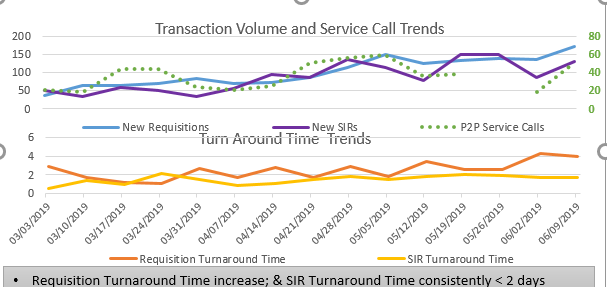 Transaction Volume and Service Call Trends
200 80
150 60
100 40
50 20
0 0
New Requisitions New SIRs P2P Service Calls
Turn Around Time Trends
6
4
2
0
03/03/2019 03/10/2019 03/17/2019 03/24/2019 03/31/2019 04/07/2019 04/14/2019 04/21/2019 04/28/2019 05/05/2019 05/12/2019 05/19/2019 05/26/2019 06/02/2019 06/09/2019
Requisition Turnaround Time SIR Turnaround Time
• Requisition Turnaround Time increase; & SIR Turnaround Time consistently < 2 days